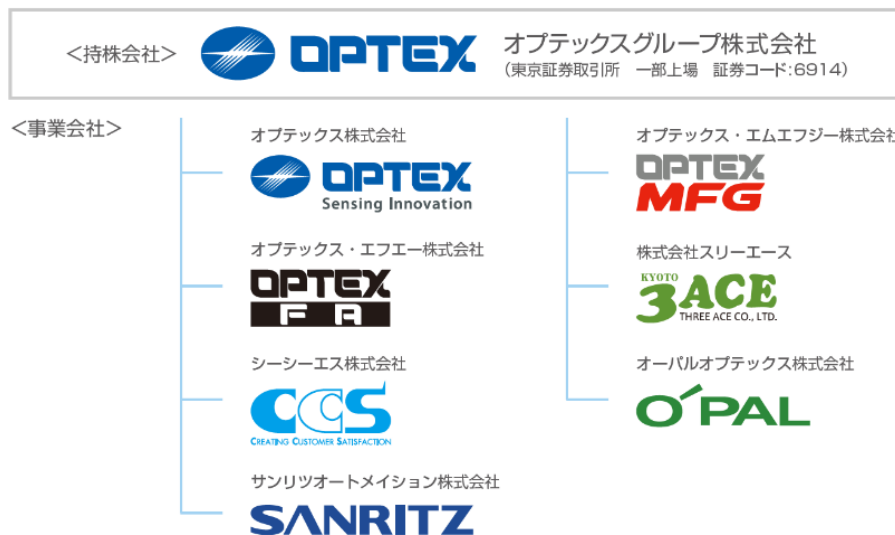 <持株会社>
OPTEX
オプテックスグループ株式会社
(東京証券取引所 一部上場 証券コード:6914)
<事業会社>
オプテックス株式会社
OPTEX
Sensing Innovation
オプテックス・エフエー株式会社
OPTEX
FA
シーシーエス株式会社
CCS
CREATING CUSTOMER SATISFACTION
サンリツオートメイション株式会社
SANRITZ
オプテックス・エムエフジー株式会社
OPTEX
MFG
株式会社スリーエース
KYOTO
3ACE
THREE ACE CO., LTD.
オーパルオプテックス株式会社
O'PAL